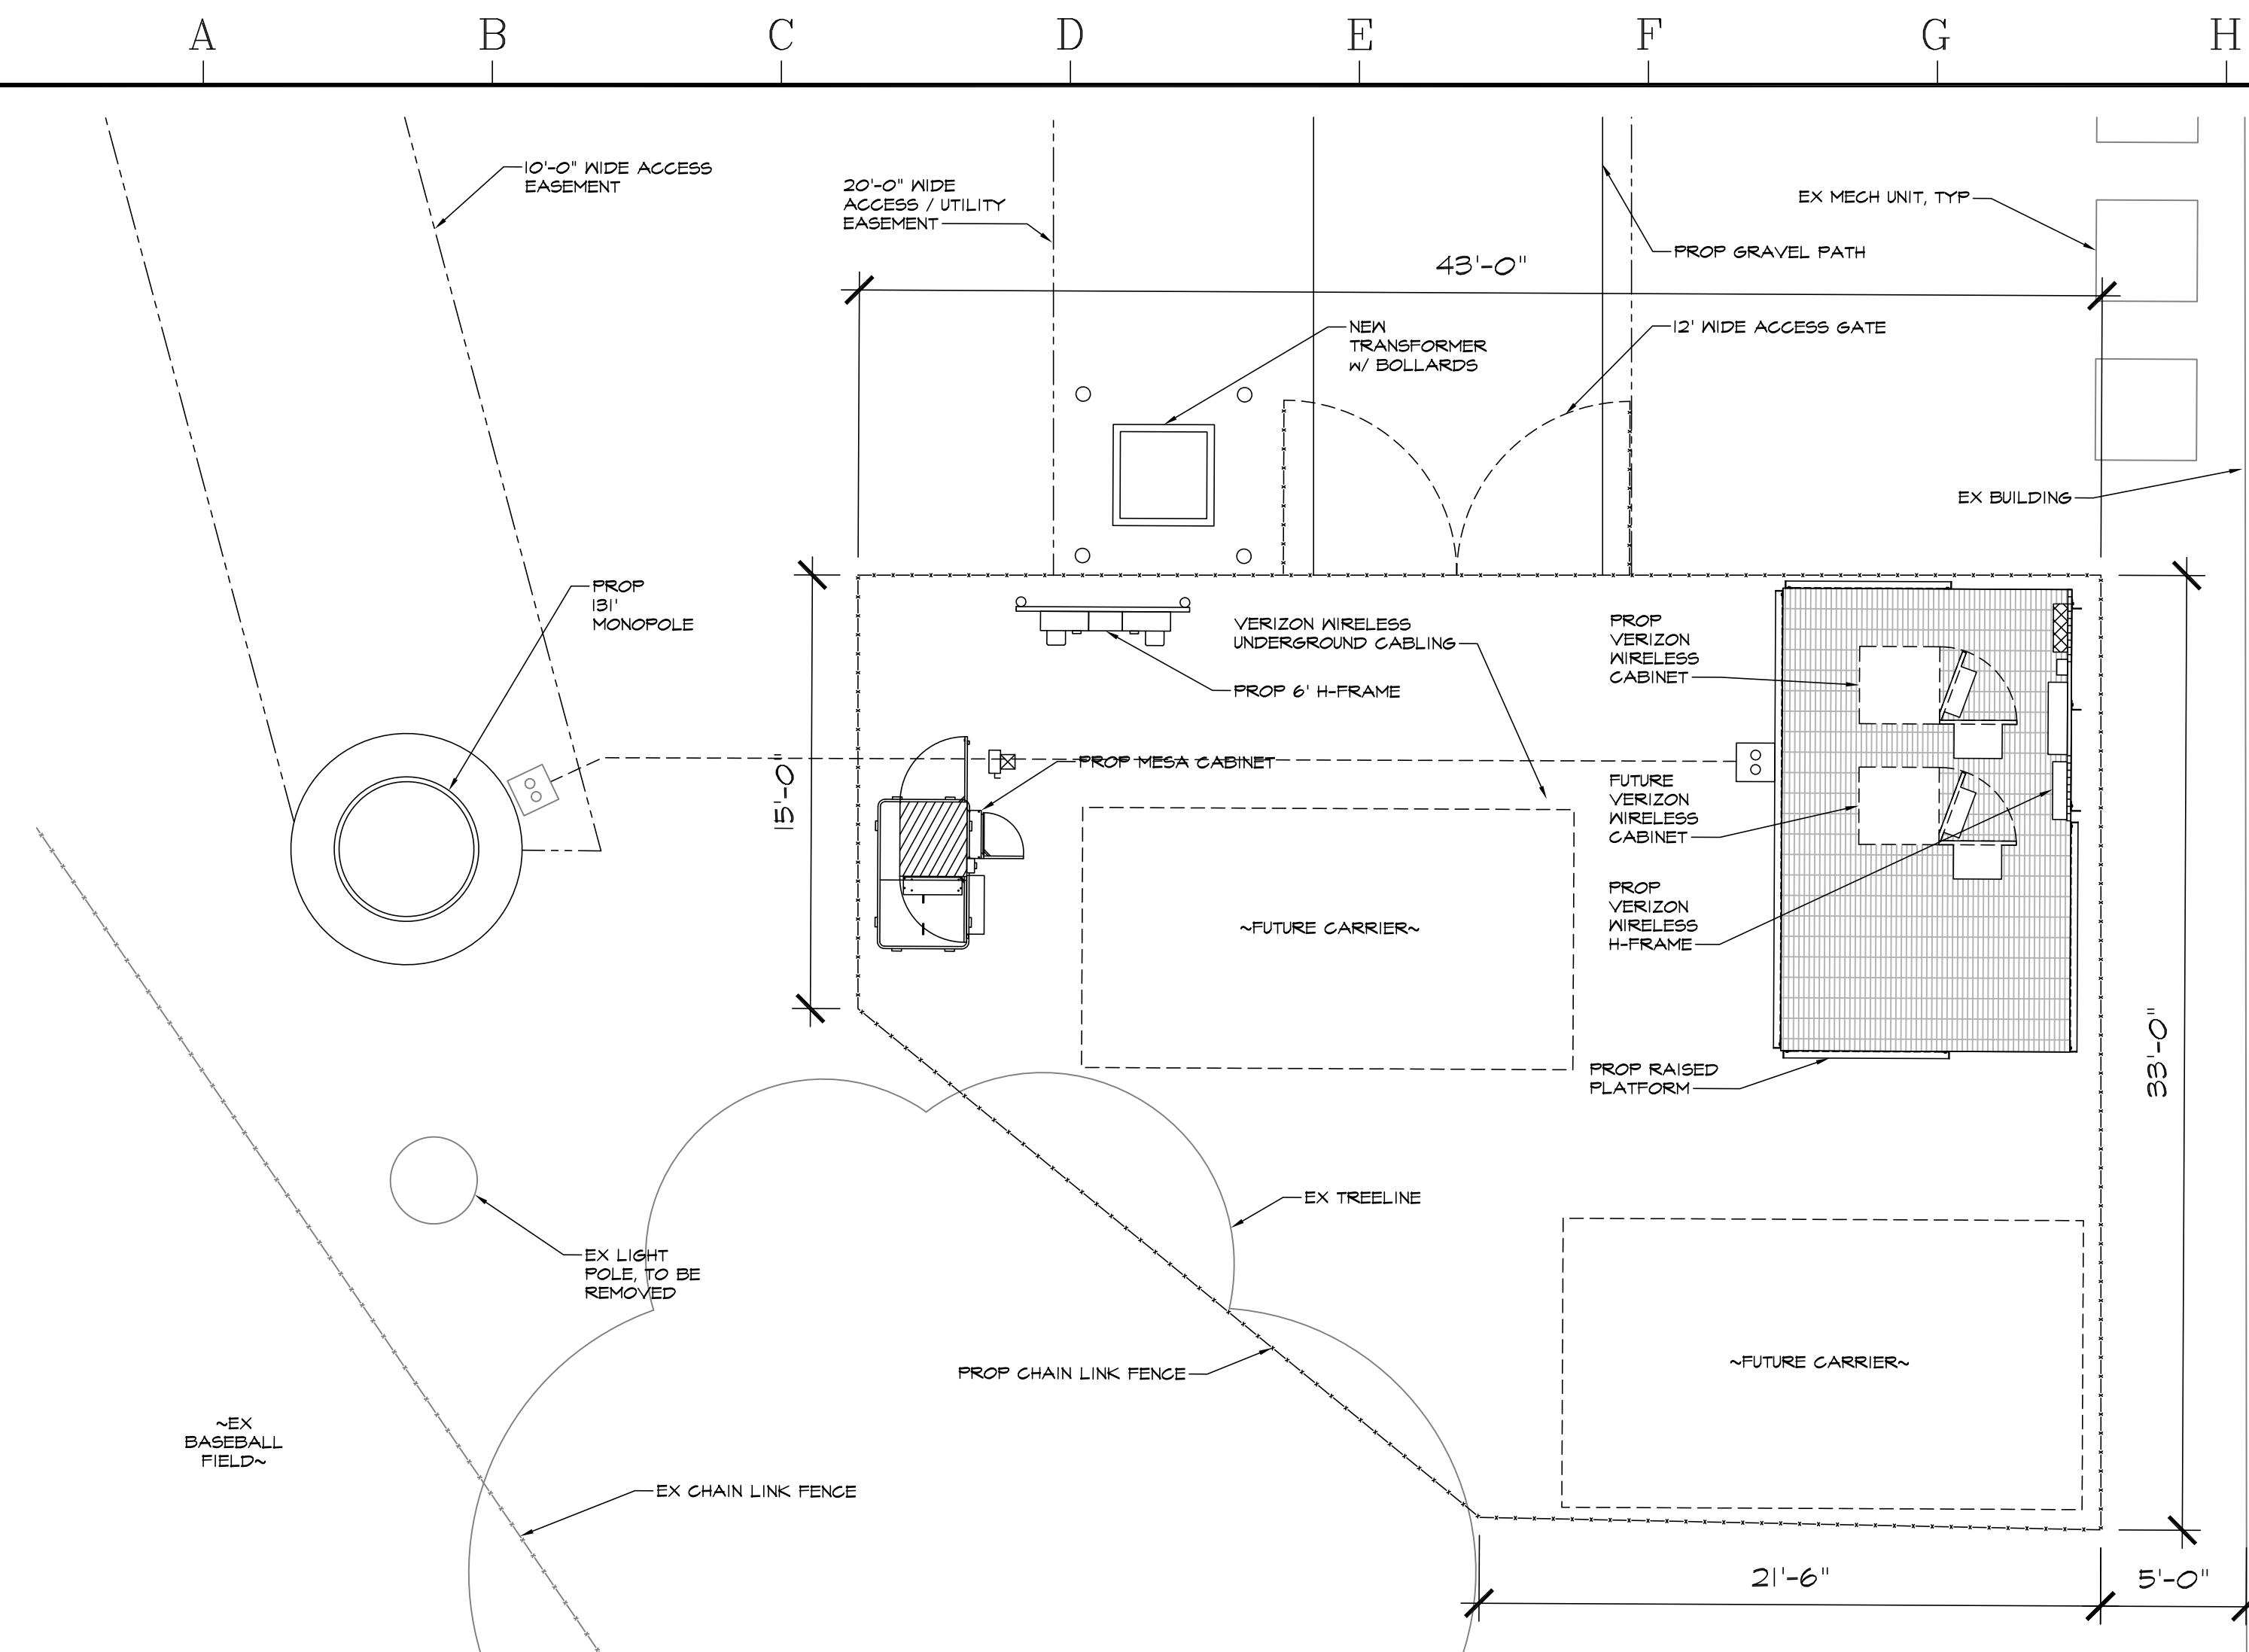 A B C D E F G H
10'-0" WIDE ACCESS
EASEMENT
20'-0" WIDE
ACCESS / UTILITY
EASEMENT
EX MECH UNIT, TYP
PROP GRAVEL PATH
43'-0"
NEW
TRANSFORMER
W/ BOLLARDS
12' WIDE ACCESS GATE
EX BUILDING
PROP
131'
MONOPOLE
VERIZON WIRELESS
UNDERGROUND CABLING
PROP 6' H-FRAME
PROP
VERIZON
WIRELESS
CABINET
15'-0"
PROP MESA CABINET
FUTURE
VERIZON
WIRELESS
CABINET
~FUTURE CARRIER~
PROP
VERIZON
WIRELESS
H-FRAME
33'-0"
PROP RAISED
PLATFORM
EX TREELINE
EX LIGHT
POLE, TO BE
REMOVED
PROP CHAIN LINK FENCE
~FUTURE CARRIER~
~EX
BASEBALL
FIELD~
EX CHAIN LINK FENCE
21'-6"
5'-0"